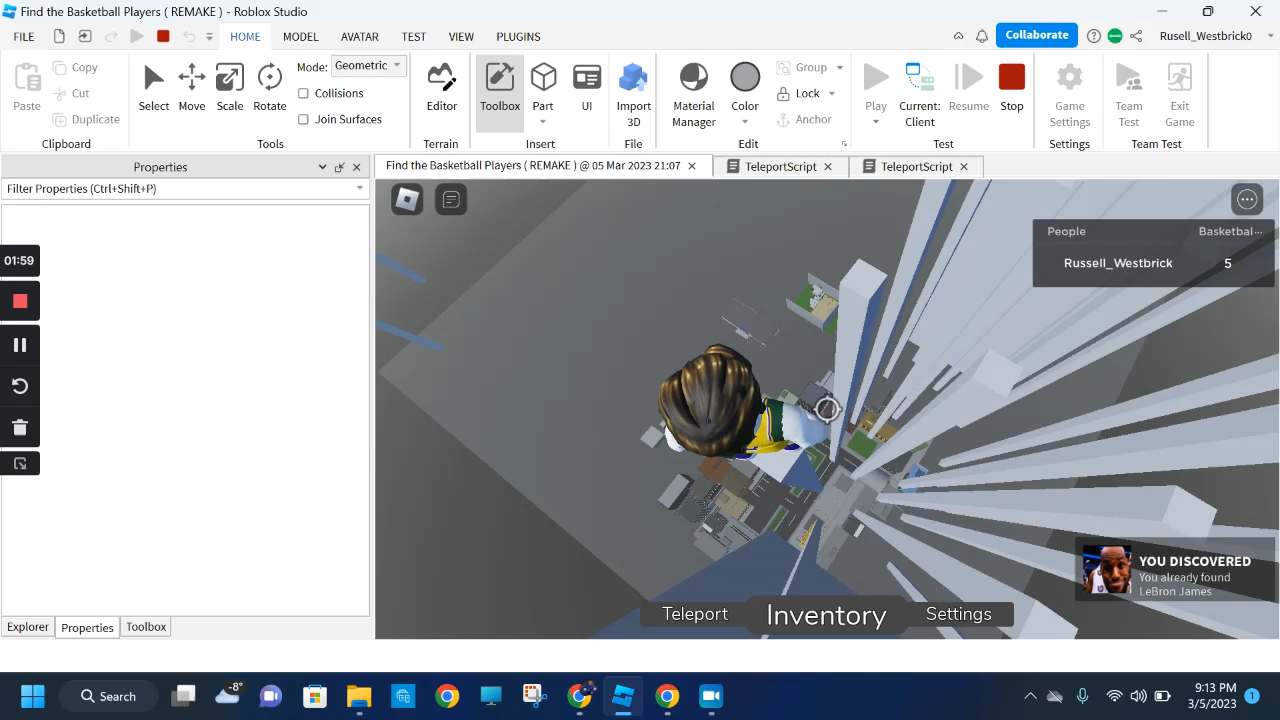 Find the Basketball Players ( REMAKE ) - Roblox Studio
FILE HOME MODEL AVATAR TEST VIEW PLUGINS Collaborate Rusell_Westbrick0
Paste Copy Cut Duplicate
Clipboard
Select Move Scale Rotate
Mode: Geometric
Collisions
Join Surfaces
Tools
Editor
Terrain
Toolbox Part UI
Insert
Import 3D
File
Material Manager
Color
Group
Lock
Anchor
Edit
Play Current: Client Resume Stop
Test
Game Settings
Settings
Team Test Exit Game
Team Test
Properties
Filter Properties (Ctrl+Shift+P)
Find the Basketball Players ( REMAKE ) @ 05 Mar 2023 21:07
TeleportScript
TeleportScript
People Basketbal...
Russell_Westbrick 5
01:59
YOU DISCOVERED
You already found
LeBron James
Teleport Inventory Settings
Explorer Properties Toolbox
Search
-8°
9:13 PM
3/5/2023
1